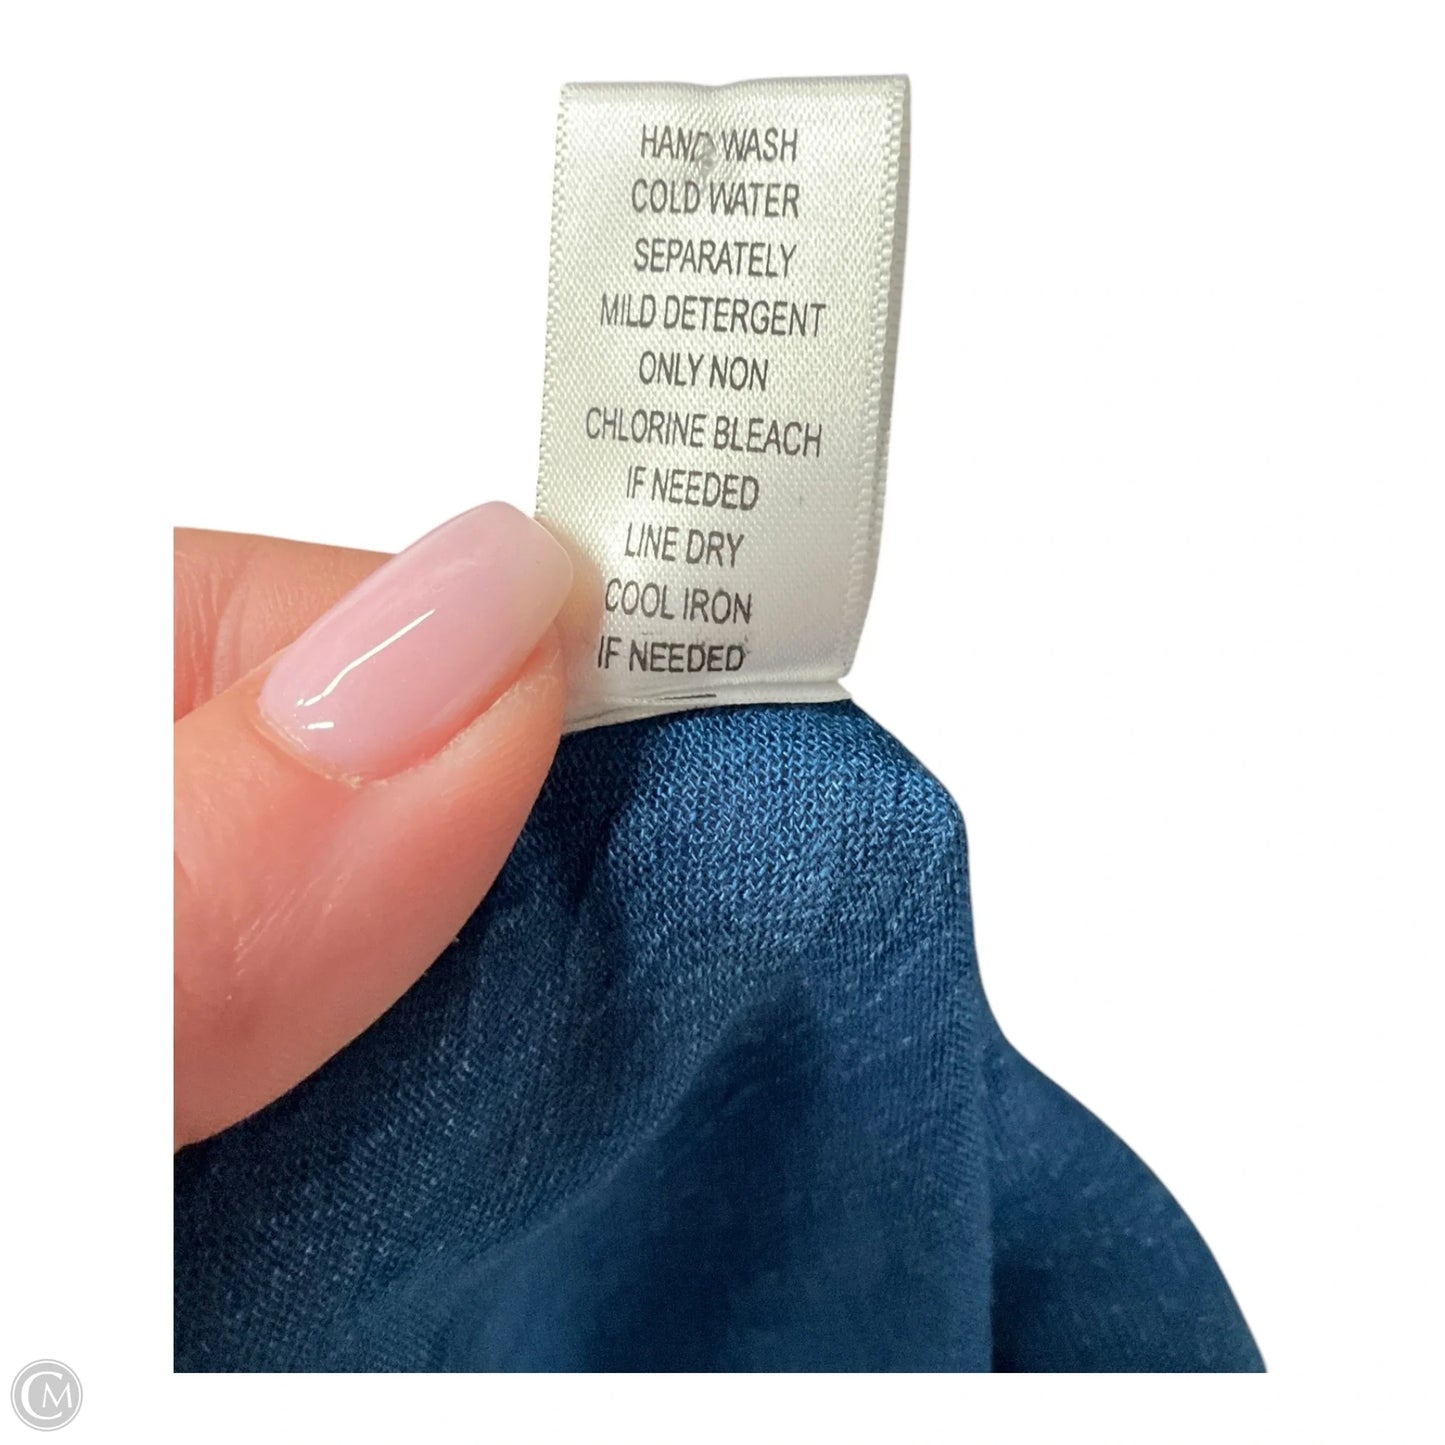 HAND WASH
COLD WATER
SEPARATELY
MILD DETERGENT
ONLY NON
CHLORINE BLEACH
IF NEEDED
LINE DRY
COOL IRON
IF NEEDED
CM